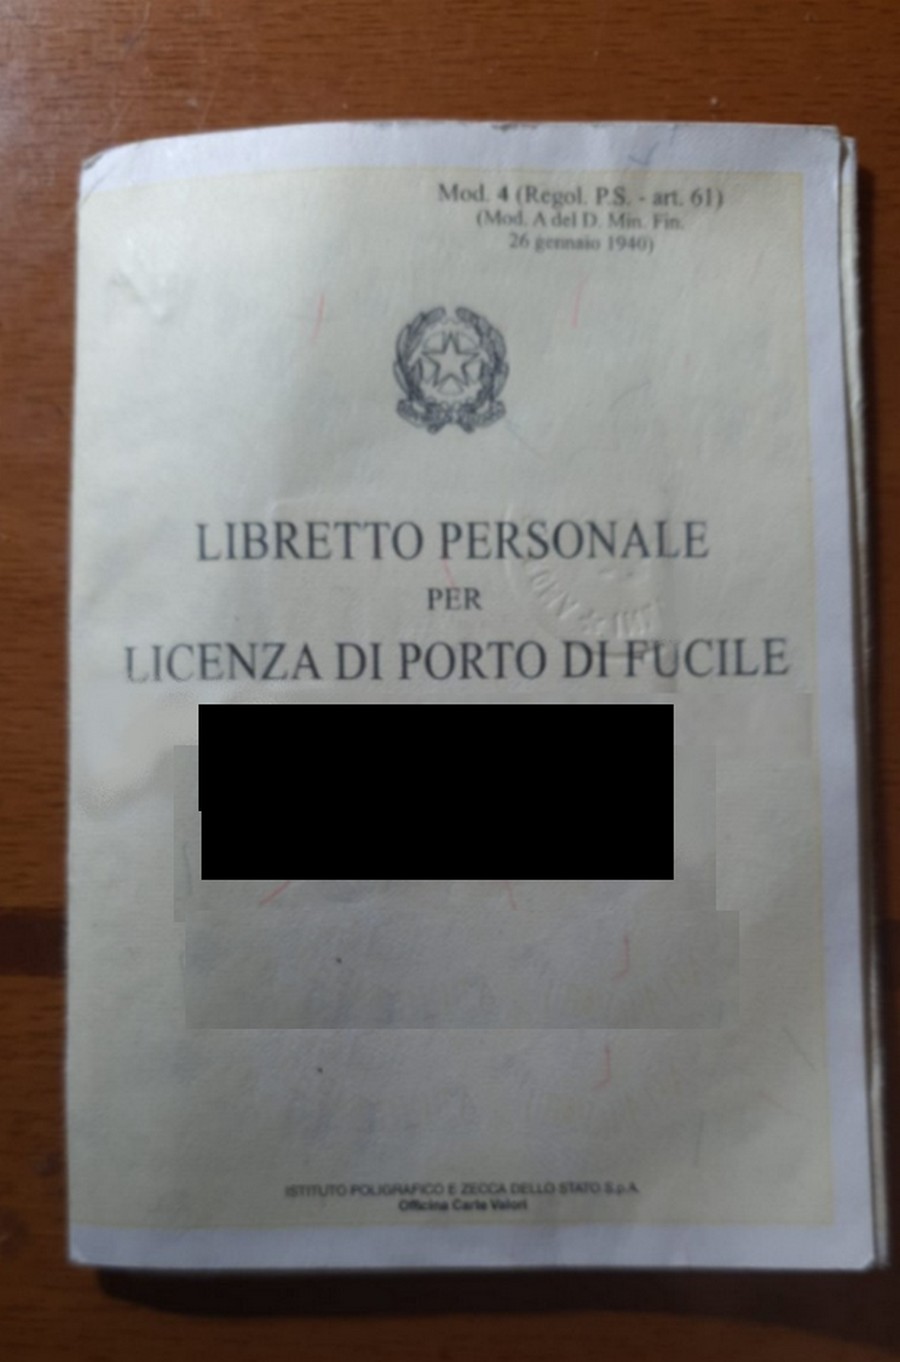 Mod. 4 (Regol. P.S. - art. 61)
(Mod. A del D. Min. Fin.
26 gennaio 1940)
LIBRETTO PERSONALE
PER
LICENZA DI PORTO DI FUCILE
ISTITUTO POLIGRAFICO E ZECCA DELLO STATO S.p.A.
Officina Carte Valori